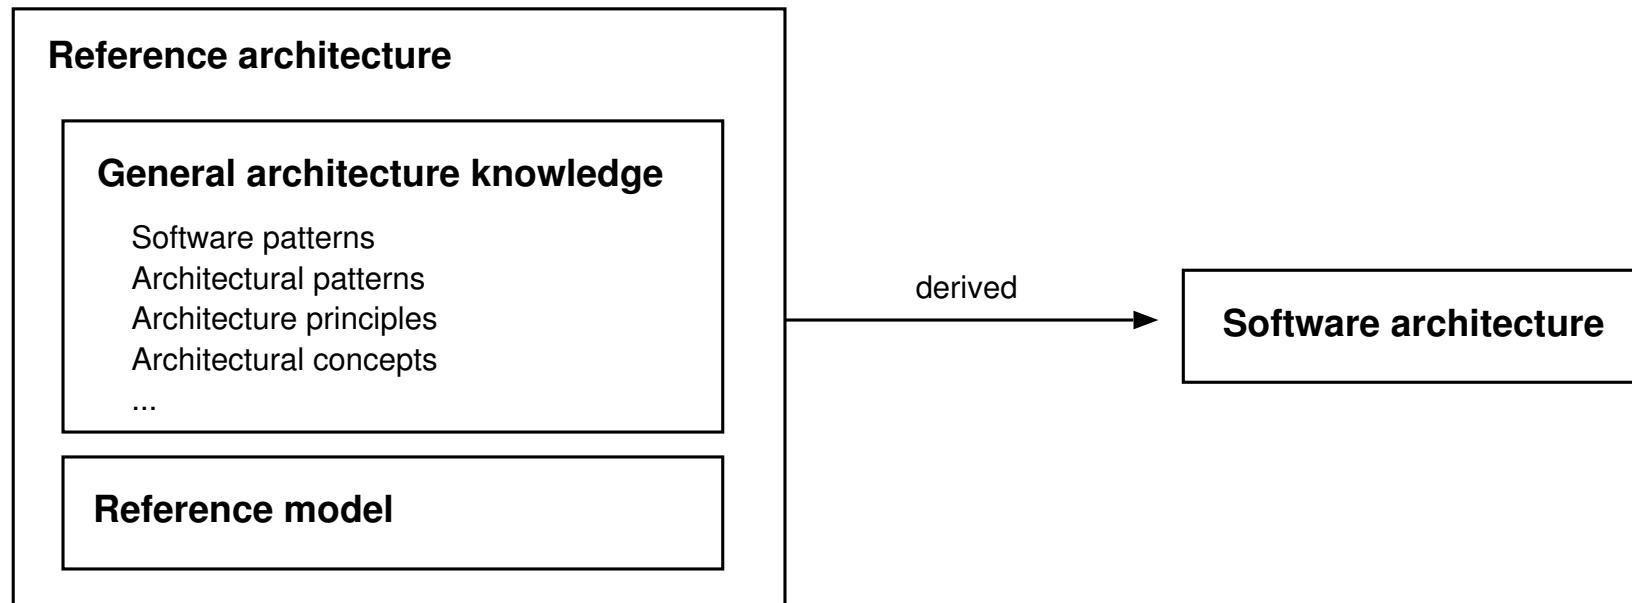 Reference architecture
General architecture knowledge
Software patterns
Architectural patterns
Architecture principles
Architectural concepts
...
Reference model
derived
Software architecture